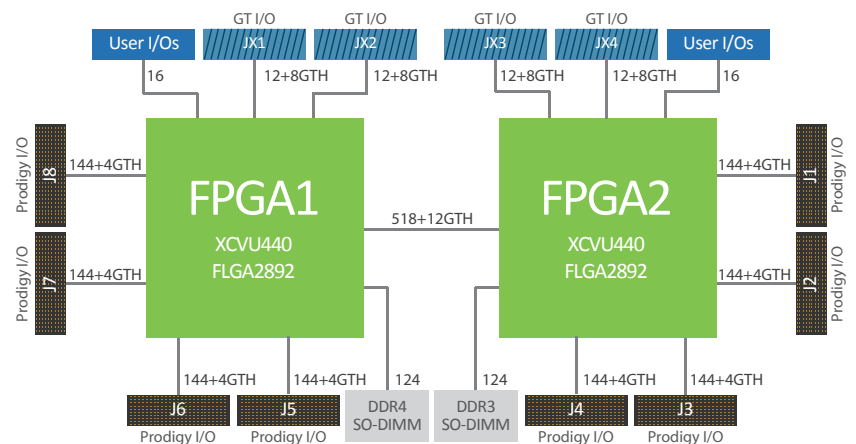 GT I/O
GT I/O
GT I/O
GT I/O
User I/Os
JX1
JX2
JX3
JX4
User I/Os
16
12+8GTH
12+8GTH
12+8GTH
12+8GTH
16
Prodigy I/O
J8
144+4GTH
FPGA1
XCVU440
FLGA2892
518+12GTH
FPGA2
XCVU440
FLGA2892
144+4GTH
J1
Prodigy I/O
Prodigy I/O
J7
144+4GTH
144+4GTH
J2
Prodigy I/O
144+4GTH
144+4GTH
124
124
144+4GTH
144+4GTH
J6
J5
DDR4
SO-DIMM
DDR3
SO-DIMM
J4
J3
Prodigy I/O
Prodigy I/O
Prodigy I/O
Prodigy I/O